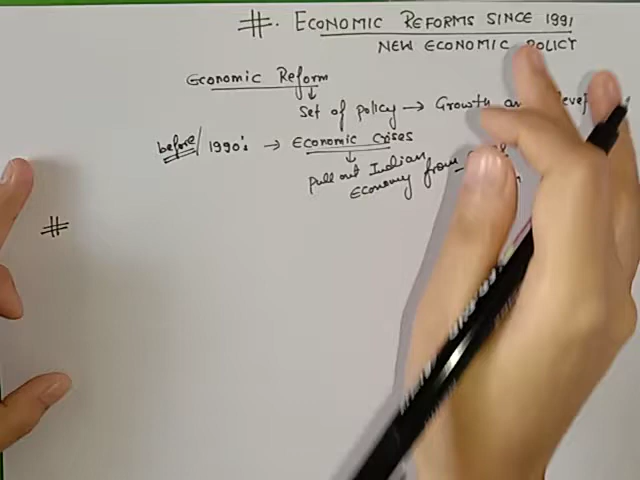 #. ECONOMIC REFORMS SINCE 1991
NEW ECONOMIC POLICY
Economic Reform
↓
Set of policy → Growth
before/1990's → Economic Crises
↓
Pull out Indian
Economy from
#